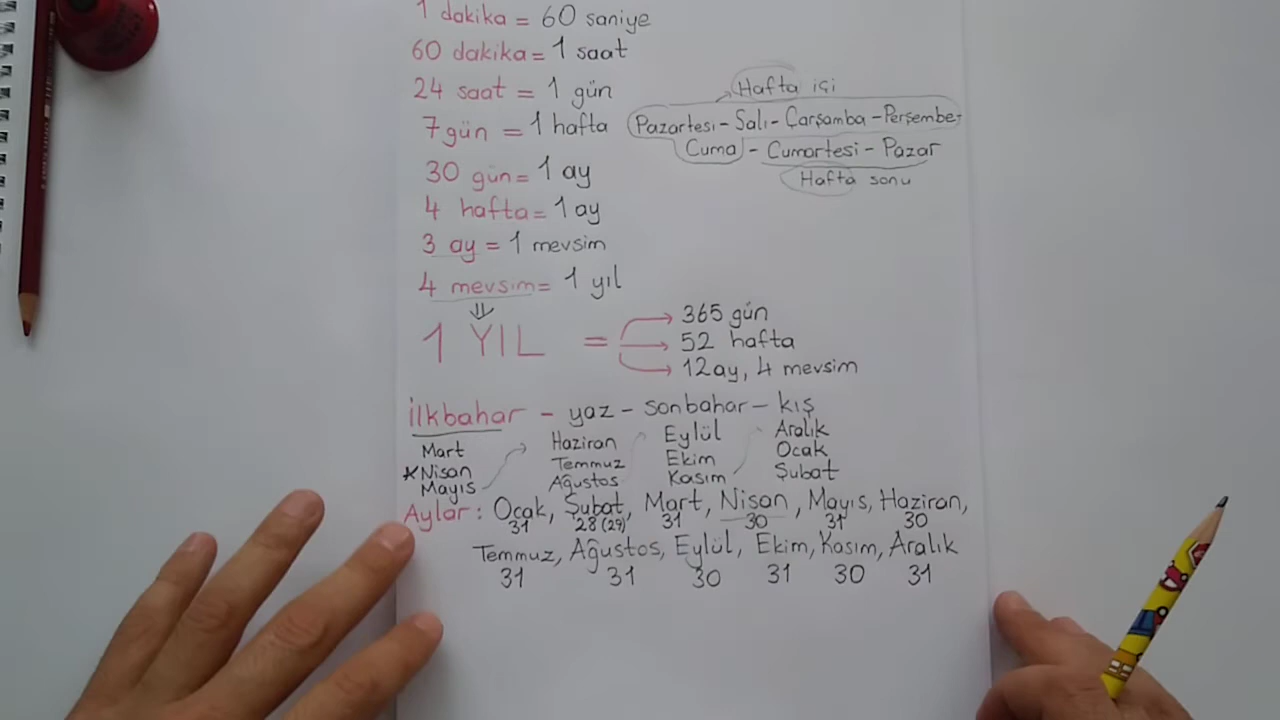 1 dakika = 60 saniye
60 dakika = 1 saat
24 saat = 1 gün
7 gün = 1 hafta
30 gün = 1 ay
4 hafta = 1 ay
3 ay = 1 mevsim
4 mevsim = 1 yıl
Hafta içi
Pazartesi - Salı - Çarşamba - Perşembe -
Cuma - Cumartesi - Pazar
Hafta sonu
1 YIL =
365 gün
52 hafta
12 ay, 4 mevsim
İlkbahar - yaz - sonbahar - kış
Mart
*Nisan
Mayıs
Haziran
Temmuz
Ağustos
Eylül
Ekim
Kasım
Aralık
Ocak
Şubat
Aylar: Ocak, Şubat, Mart, Nisan, Mayıs, Haziran,
31 28 (29) 31 30 31 30
Temmuz, Ağustos, Eylül, Ekim, Kasım, Aralık
31 31 30 31 30 31